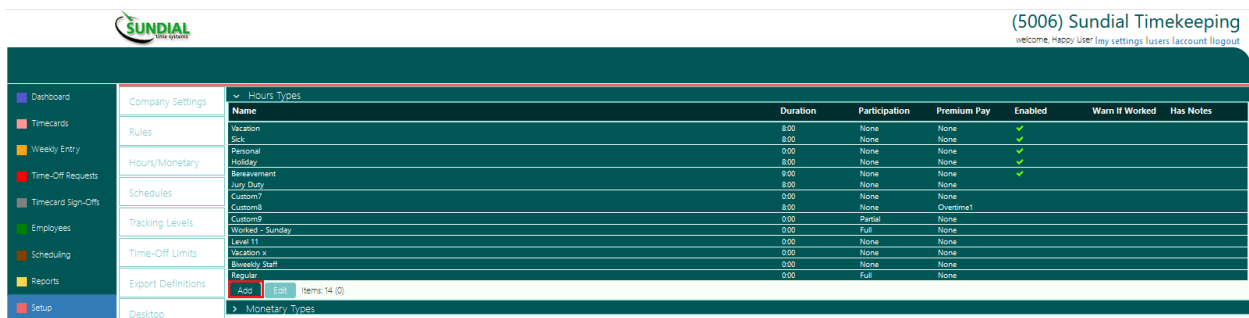 SUNDIAL
time systems
(5006) Sundial Timekeeping
welcome, Happy User |my settings |users |account |logout
Dashboard
Timecards
Weekly Entry
Time-Off Requests
Timecard Sign-Offs
Employees
Scheduling
Reports
Setup
Company Settings
Rules
Hours/Monetary
Schedules
Tracking Levels
Time-Off Limits
Export Definitions
Desktop
Hours Types
Name Duration Participation Premium Pay Enabled Warn If Worked Has Notes
Vacation 8:00 None None ✓
Sick 8:00 None None ✓
Personal 0:00 None None ✓
Holiday 8:00 None None ✓
Bereavement 9:00 None None ✓
Jury Duty 8:00 None None
Custom7 0:00 None None
Custom8 8:00 None Overtime1
Custom9 0:00 Partial None
Worked - Sunday 0:00 Full None
Level 11 0:00 None None
Vacation x 0:00 None None
Biweekly Staff 0:00 None None
Regular 0:00 Full None
Add Edit Items: 14 (0)
Monetary Types